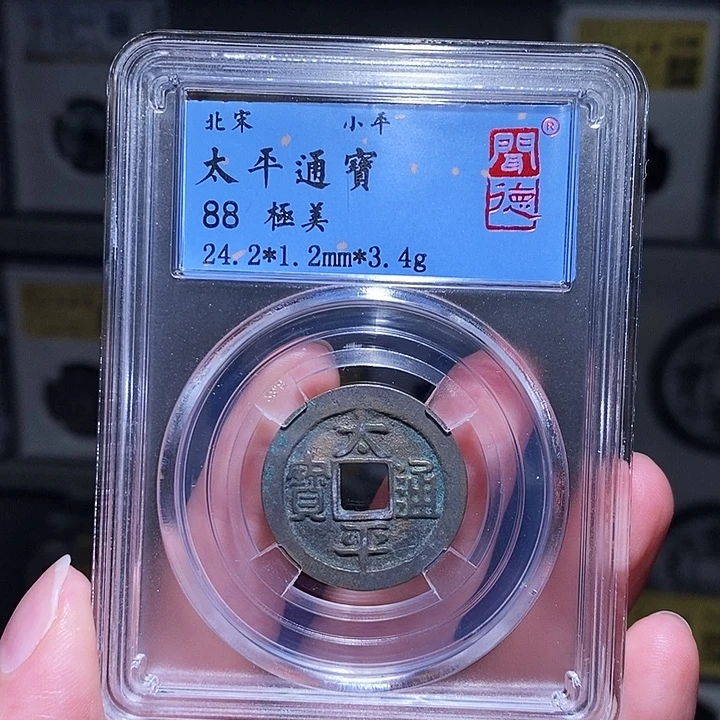 北宋 小平
太平通寶
88 極美
24.2*1.2mm*3.4g
聞德
®
太
寶 通
平